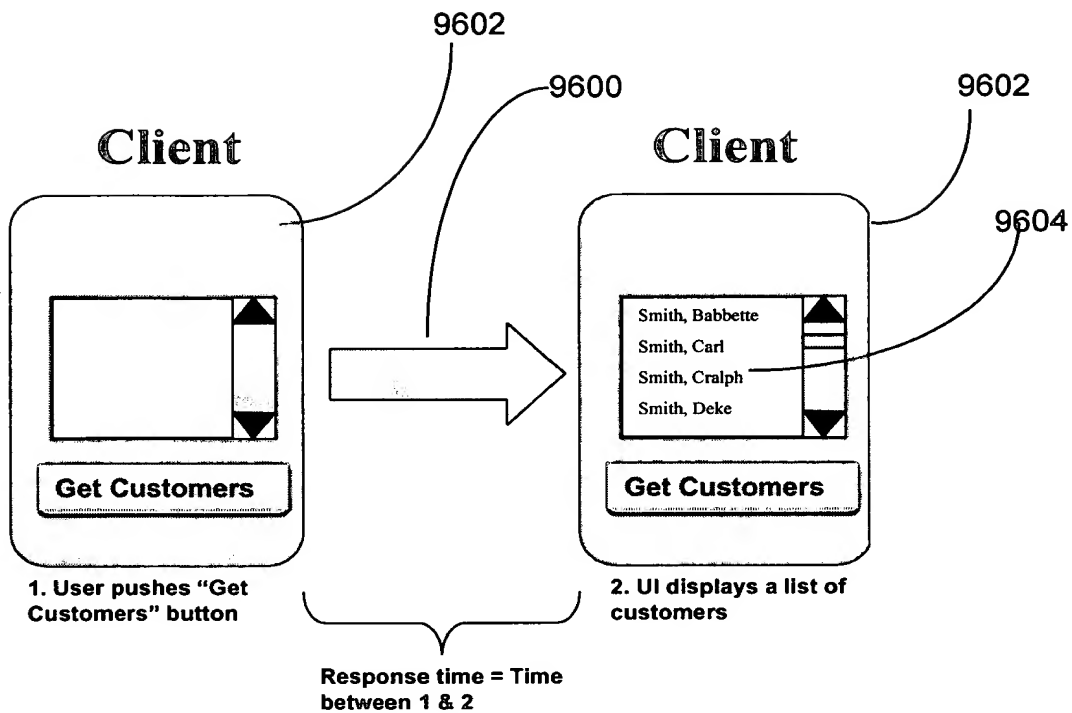 9602
9600
9602
Client
Client
9604
Smith, Babbette
Smith, Carl
Smith, Cralph
Smith, Deke
Get Customers
Get Customers
1. User pushes “Get
Customers” button
2. UI displays a list of
customers
Response time = Time
between 1 & 2